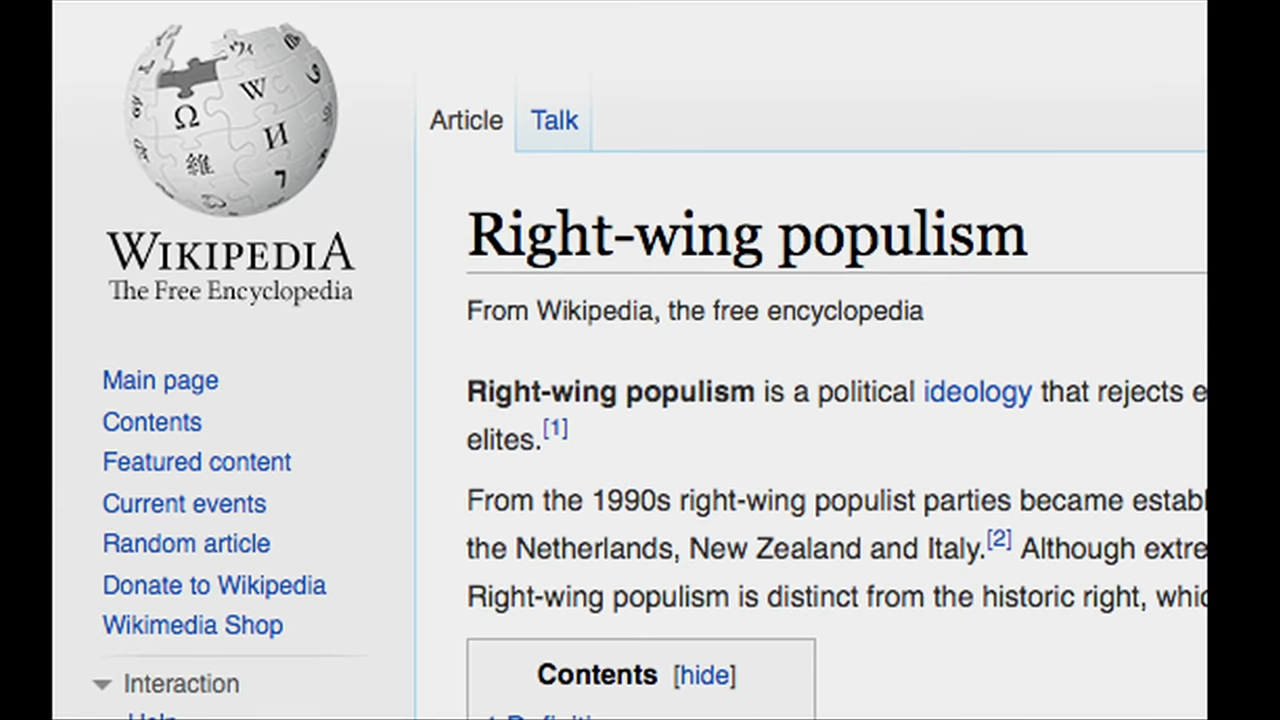 WIKIPEDIA
The Free Encyclopedia
Main page
Contents
Featured content
Current events
Random article
Donate to Wikipedia
Wikimedia Shop
Interaction
Article Talk
Right-wing populism
From Wikipedia, the free encyclopedia
Right-wing populism is a political ideology that rejects
elites.[1]
From the 1990s right-wing populist parties became
the Netherlands, New Zealand and Italy.[2] Although
Right-wing populism is distinct from the historic right,
Contents [hide]